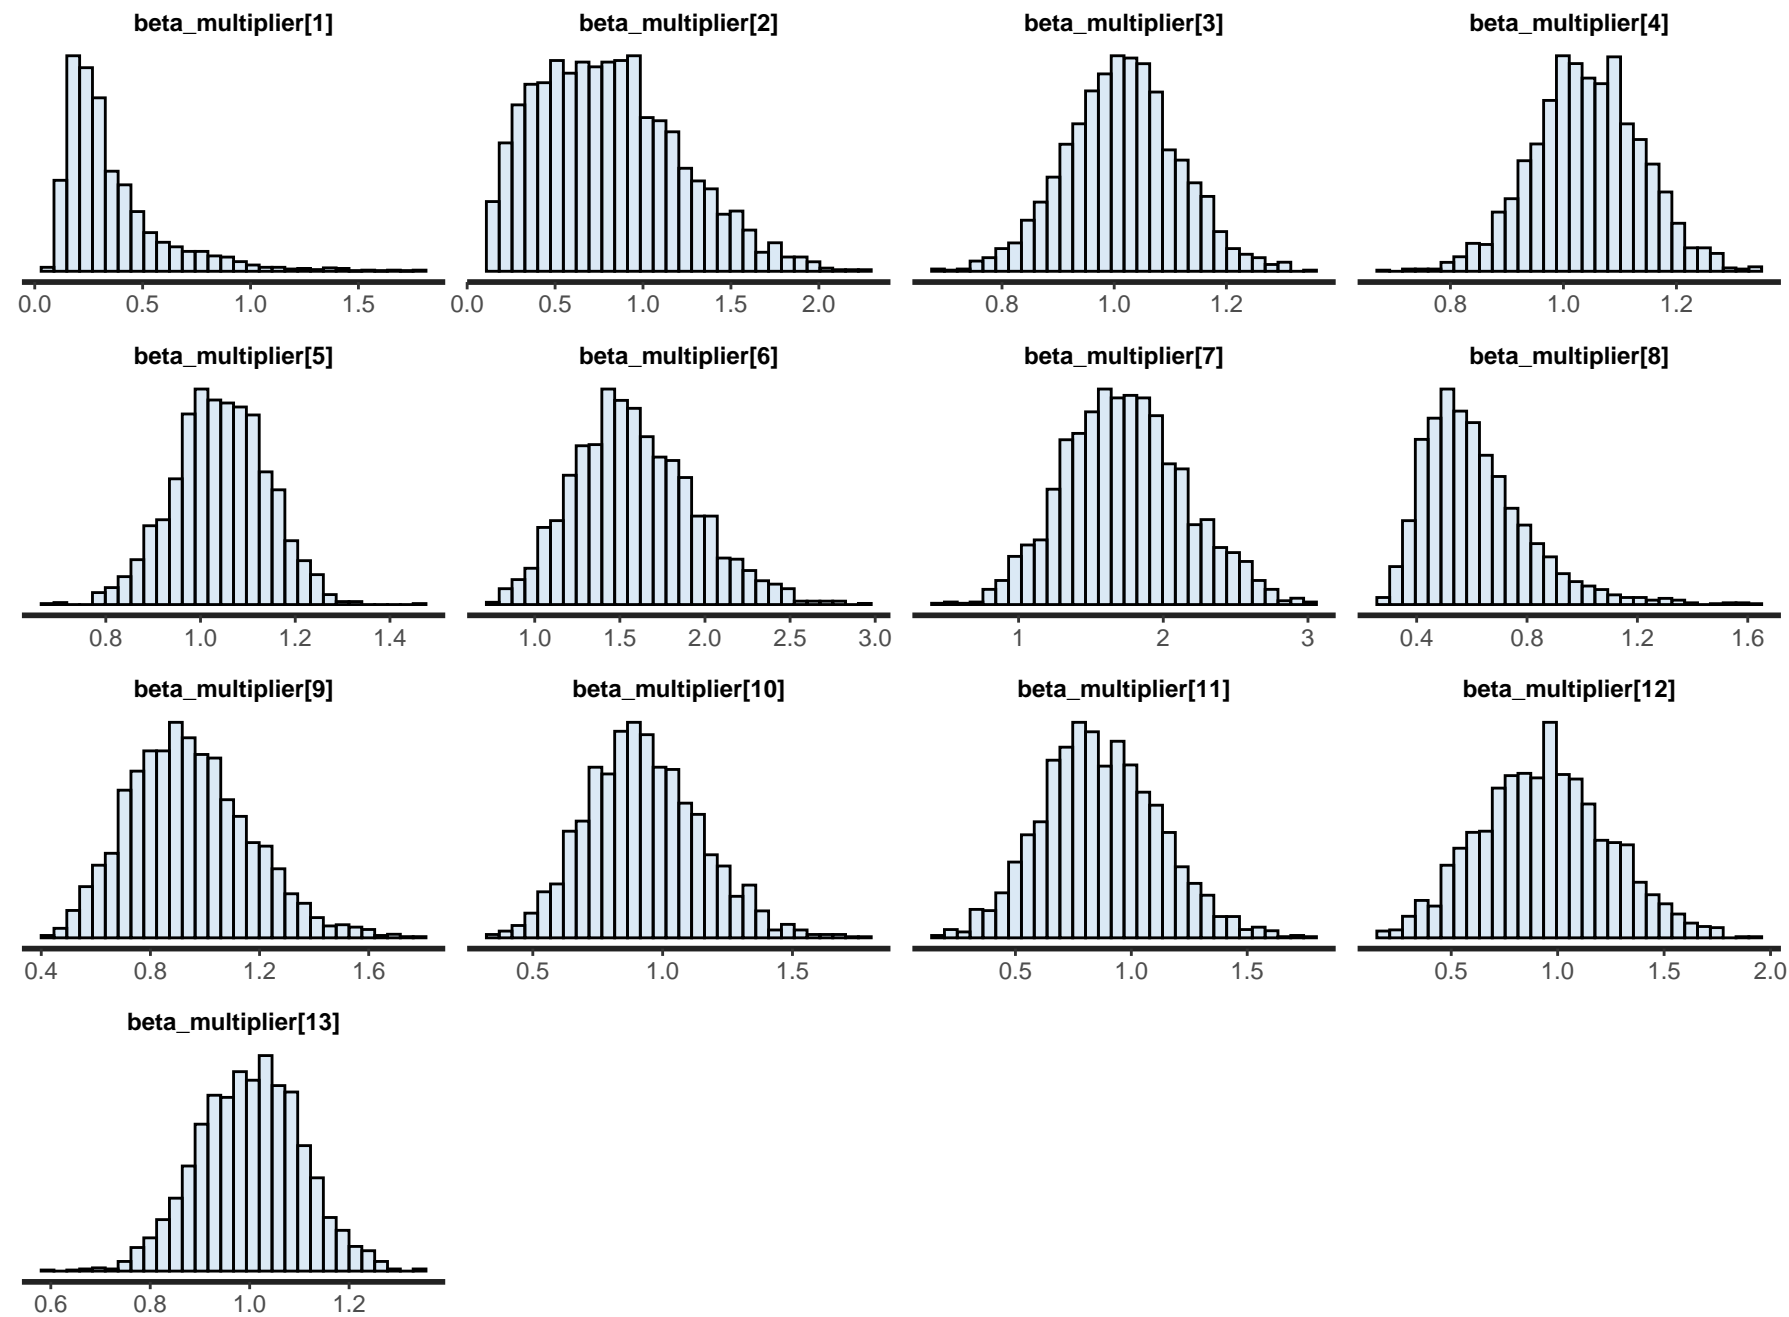 beta_multiplier[1] beta_multiplier[2] beta_multiplier[3] beta_multiplier[4]
0.0 0.5 1.0 1.5 0.0 0.5 1.0 1.5 2.0 0.8 1.0 1.2 0.8 1.0 1.2
beta_multiplier[5] beta_multiplier[6] beta_multiplier[7] beta_multiplier[8]
0.8 1.0 1.2 1.4 1.0 1.5 2.0 2.5 3.0 1 2 3 0.4 0.8 1.2 1.6
beta_multiplier[9] beta_multiplier[10] beta_multiplier[11] beta_multiplier[12]
0.4 0.8 1.2 1.6 0.5 1.0 1.5 0.5 1.0 1.5 0.5 1.0 1.5 2.0
beta_multiplier[13]
0.6 0.8 1.0 1.2